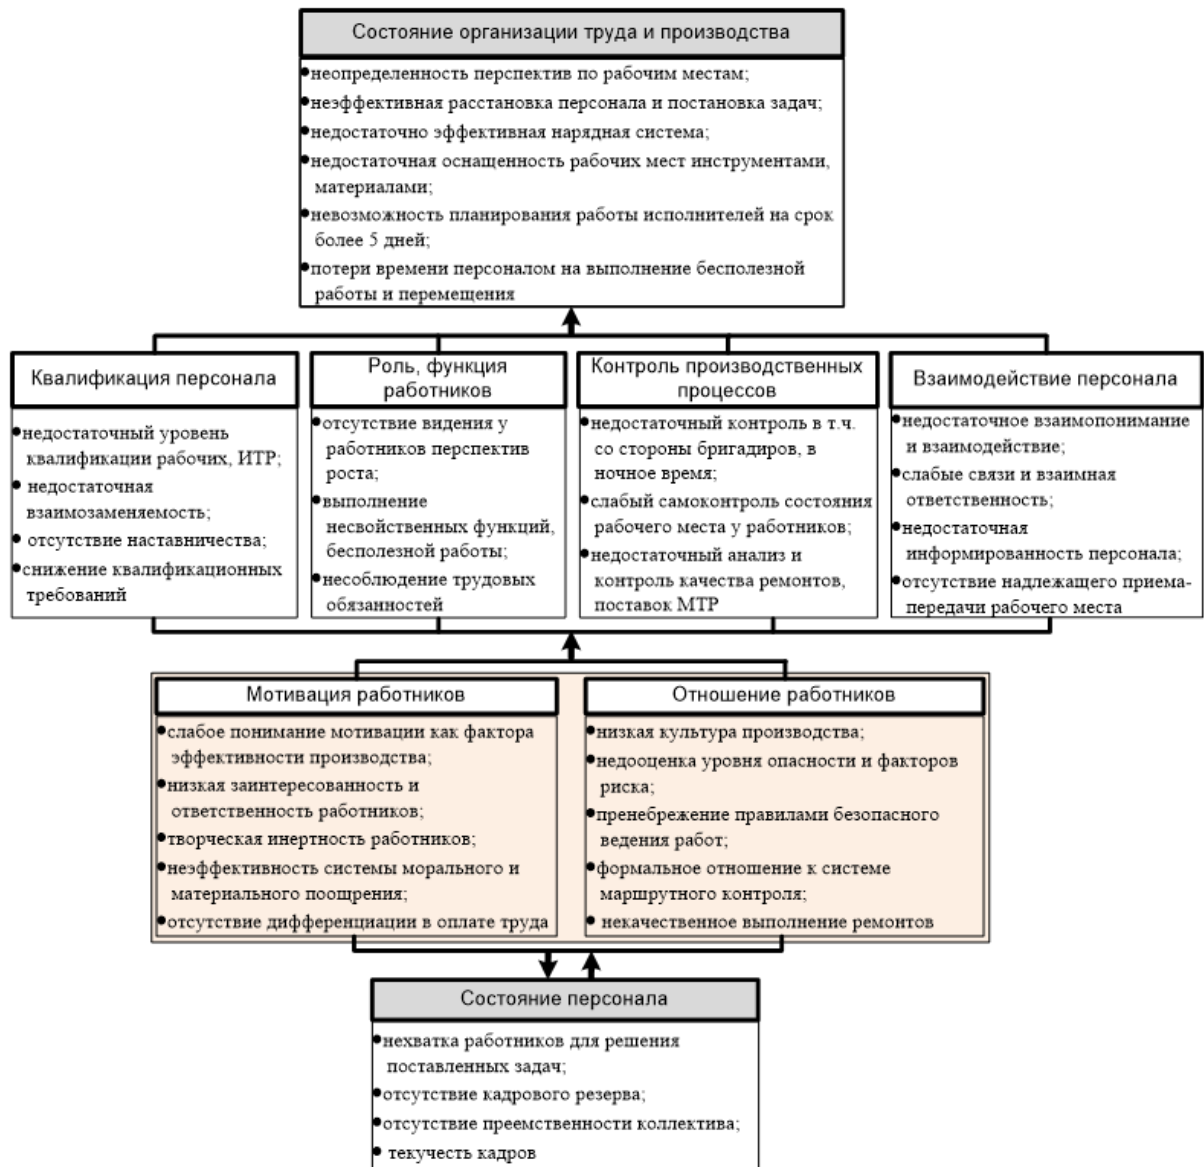 Состояние организации труда и производства
●неопределенность перспектив по рабочим местам;
●неэффективная расстановка персонала и постановка задач;
●недостаточно эффективная нарядная система;
●недостаточная оснащенность рабочих мест инструментами,
материалами;
●невозможность планирования работы исполнителей на срок
более 5 дней;
●потери времени персоналом на выполнение бесполезной
работы и перемещения
Квалификация персонала
●недостаточный уровень
квалификации рабочих, ИТР;
● недостаточная
взаимозаменяемость;
● отсутствие наставничества;
●снижение квалификационных
требований
Роль, функция
работников
●отсутствие видения у
работников перспектив
роста;
●выполнение
несвойственных функций,
бесполезной работы;
●несоблюдение трудовых
обязанностей
Контроль производственных
процессов
●недостаточный контроль в т.ч.
со стороны бригадиров, в
ночное время;
●слабый самоконтроль состояния
рабочего места у работников;
●недостаточный анализ и
контроль качества ремонтов,
поставок МТР
Взаимодействие персонала
●недостаточное взаимопонимание
и взаимодействие;
●слабые связи и взаимная
ответственность;
●недостаточная
информированность персонала;
●отсутствие надлежащего приема-
передачи рабочего места
Мотивация работников
●слабое понимание мотивации как фактора
эффективности производства;
●низкая заинтересованность и
ответственность работников;
●творческая инертность работников;
●неэффективность системы морального и
материального поощрения;
●отсутствие дифференциации в оплате труда
Отношение работников
●низкая культура производства;
●недооценка уровня опасности и факторов
риска;
●пренебрежение правилами безопасного
ведения работ;
●формальное отношение к системе
маршрутного контроля;
● некачественное выполнение ремонтов
Состояние персонала
●нехватка работников для решения
поставленных задач;
●отсутствие кадрового резерва;
●отсутствие преемственности коллектива;
● текучесть кадров